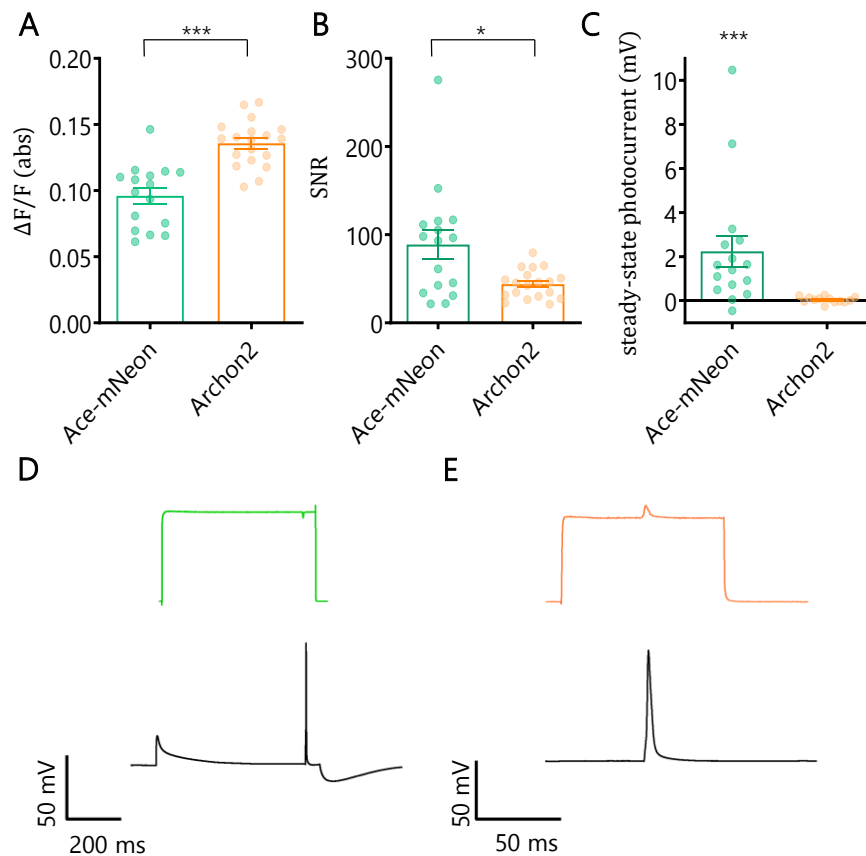 A
***
ΔF/F (abs)
0.20
0.15
0.10
0.05
0.00
Ace-mNeon
Archon2
B
*
SNR
300
200
100
0
Ace-mNeon
Archon2
C
***
steady-state photocurrent (mV)
10
8
6
4
2
0
Ace-mNeon
Archon2
D
50 mV
200 ms
E
50 mV
50 ms